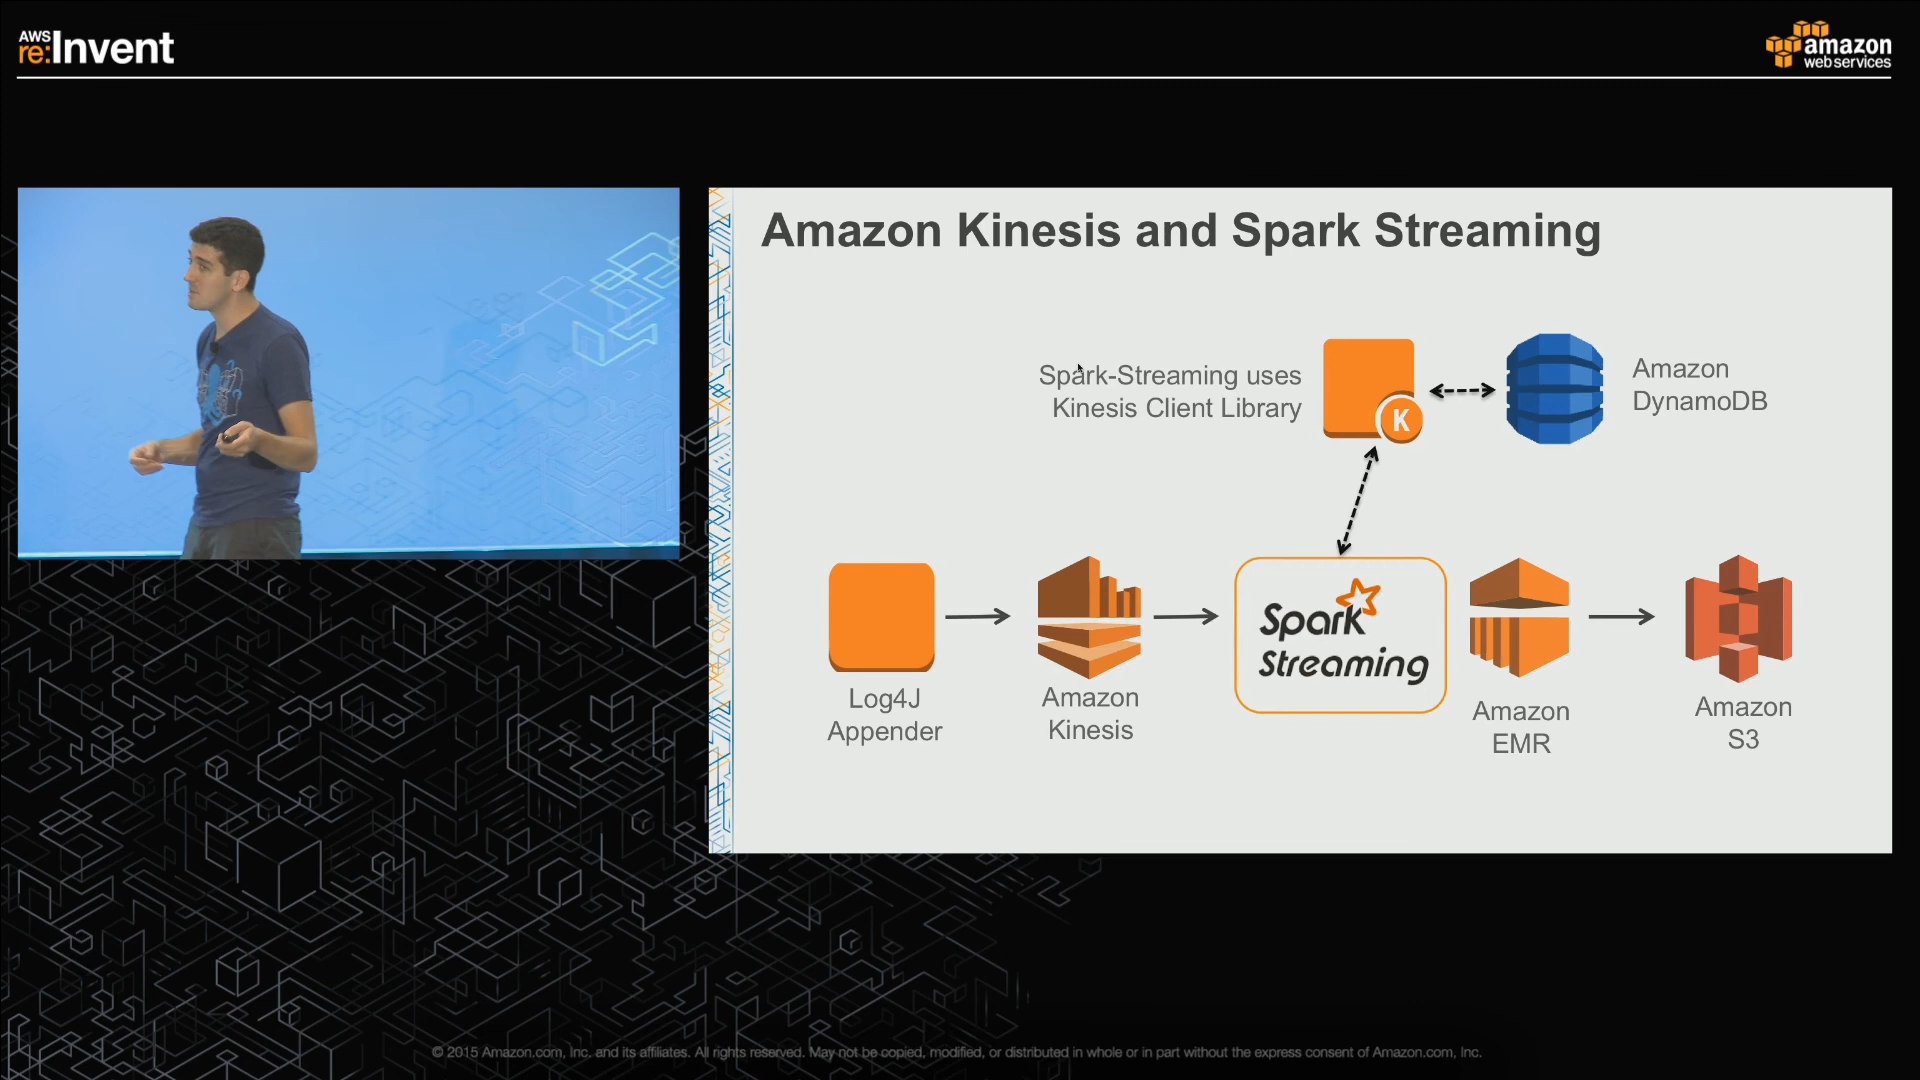 AWS
re:Invent
amazon
webservices
Amazon Kinesis and Spark Streaming
Spark-Streaming uses
Kinesis Client Library
K
Amazon
DynamoDB
Log4J
Appender
Amazon
Kinesis
Spark
Streaming
Amazon
EMR
Amazon
S3
© 2015 Amazon.com, Inc. and its affiliates. All rights reserved. May not be copied, modified, or distributed in whole or in part without the express consent of Amazon.com, Inc.